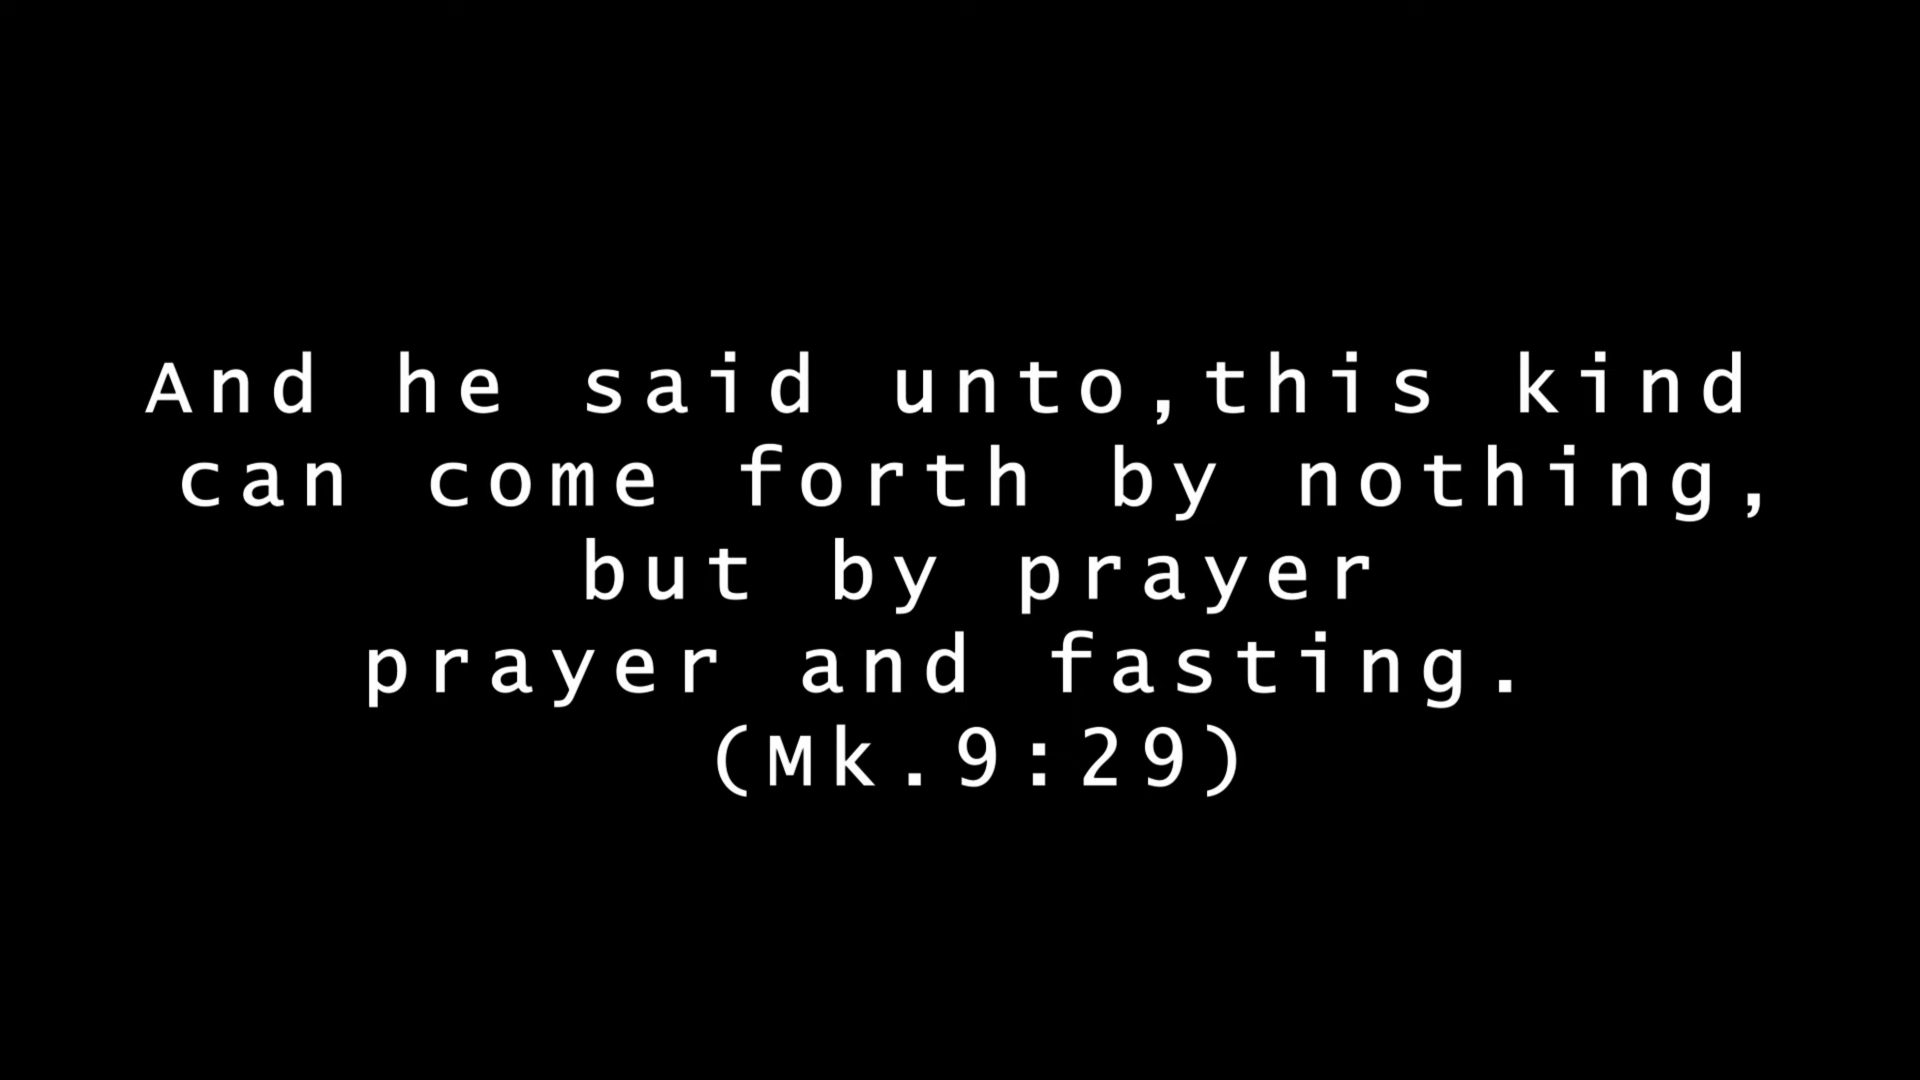 And he said unto,this kind
can come forth by nothing,
but by prayer
prayer and fasting.
(Mk.9:29)